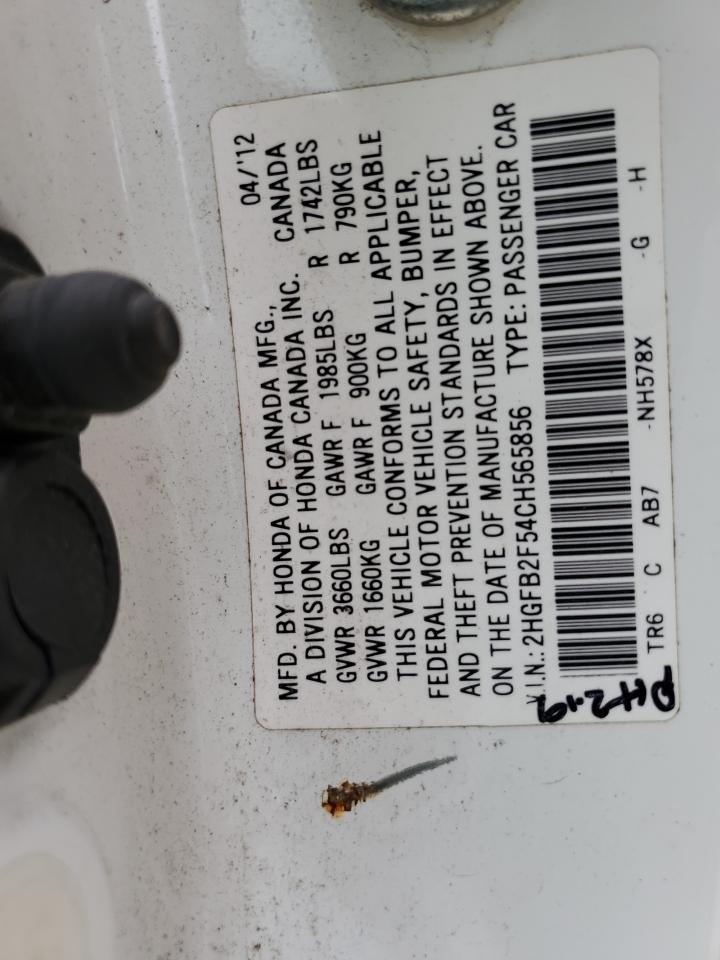 04/'12
MFD. BY HONDA OF CANADA MFG.,
A DIVISION OF HONDA CANADA INC. CANADA
GVWR 3660LBS GAWR F 1985LBS R 1742LBS
GVWR 1660KG GAWR F 900KG R 790KG
THIS VEHICLE CONFORMS TO ALL APPLICABLE
FEDERAL MOTOR VEHICLE SAFETY, BUMPER,
AND THEFT PREVENTION STANDARDS IN EFFECT
ON THE DATE OF MANUFACTURE SHOWN ABOVE.
V.I.N.: 2HGFB2F54CH565856 TYPE: PASSENGER CAR
TR6 C AB7 -NH578X -G -H